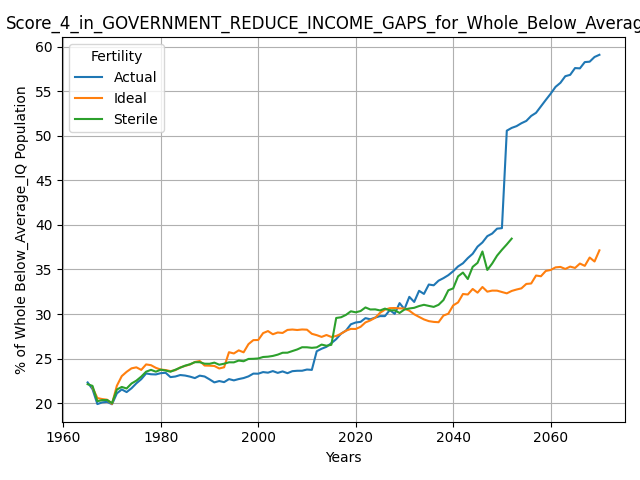 Score_4_in_GOVERNMENT_REDUCE_INCOME_GAPS_for_Whole_Below_Averag
Fertility
Actual
Ideal
Sterile
% of Whole Below_Average_IQ Population
60
55
50
45
40
35
30
25
20
1960 1980 2000 2020 2040 2060
Years